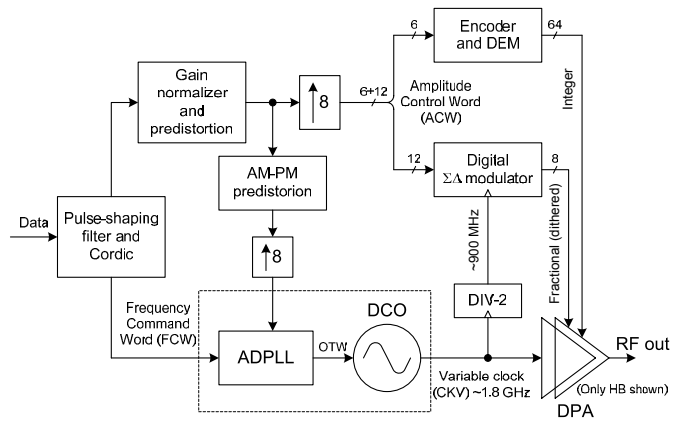 6
Encoder
and DEM
64
Gain
normalizer
and
predistortion
8
6+12
Amplitude
Control Word
(ACW)
Integer
12
Digital
ΣΔ modulator
8
AM-PM
predistorion
Data
Pulse-shaping
filter and
Cordic
8
~900 MHz
Fractional (dithered)
DIV-2
Frequency
Command
Word (FCW)
DCO
ADPLL
OTW
RF out
Variable clock
(CKV) ~1.8 GHz
(Only HB shown)
DPA